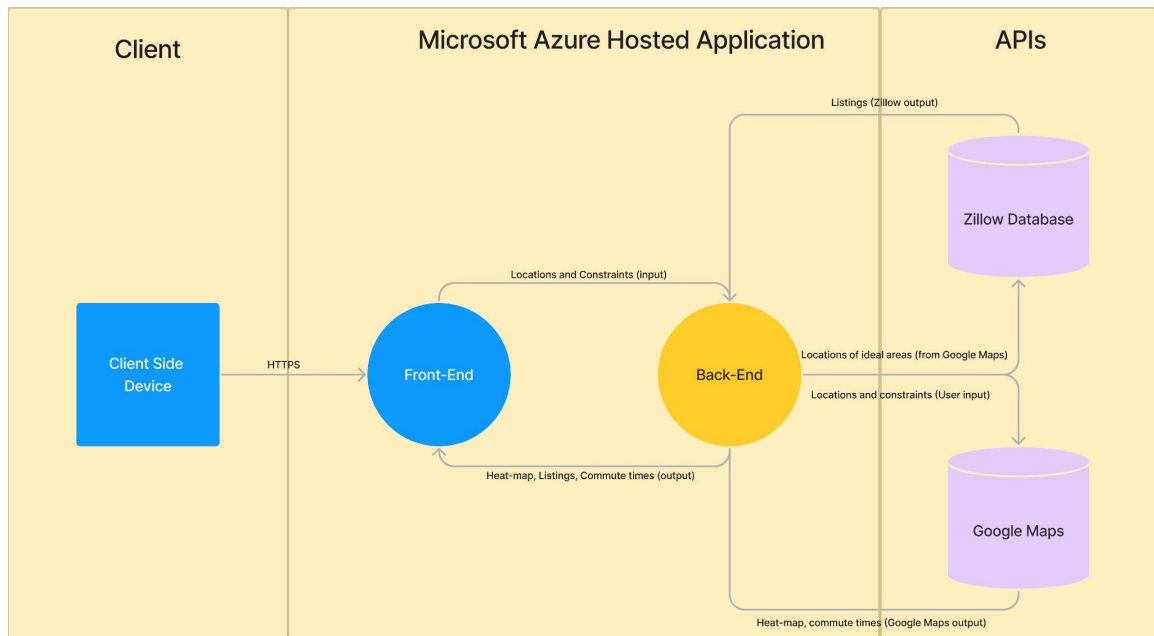 Client
Microsoft Azure Hosted Application
APIs
Listings (Zillow output)
Zillow Database
Locations and Constraints (input)
Client Side
Device
HTTPS
Front-End
Back-End
Locations of ideal areas (from Google Maps)
Locations and constraints (User input)
Heat-map, Listings, Commute times (output)
Google Maps
Heat-map, commute times (Google Maps output)